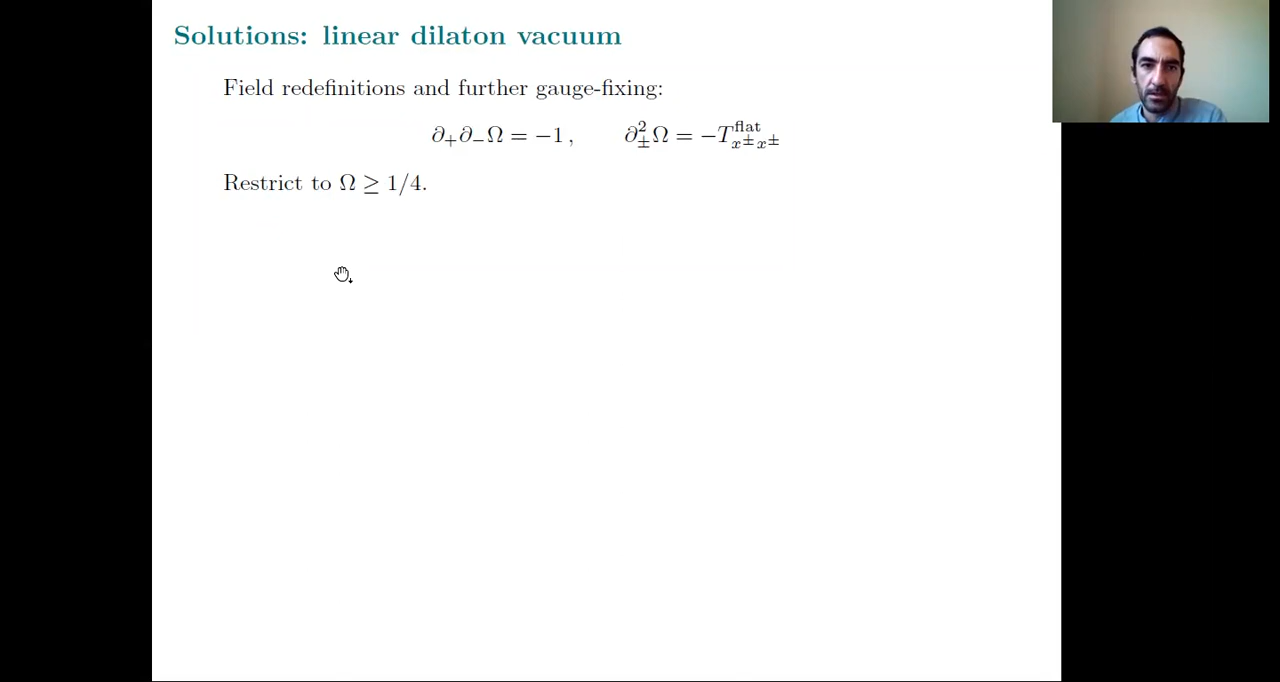 Solutions: linear dilaton vacuum
Field redefinitions and further gauge-fixing:
∂₊∂₋Ω = −1 ,  ∂²±Ω = −T^flat_{x±x±}
Restrict to Ω ≥ 1/4.